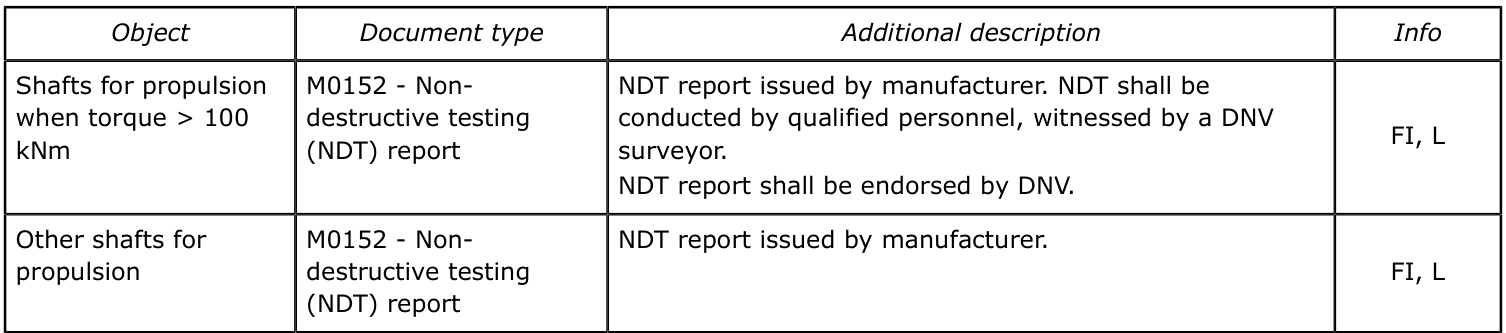 Object Document type Additional description Info
Shafts for propulsion
when torque > 100
kNm
M0152 - Non-
destructive testing
(NDT) report
NDT report issued by manufacturer. NDT shall be
conducted by qualified personnel, witnessed by a DNV
surveyor.
NDT report shall be endorsed by DNV.
FI, L
Other shafts for
propulsion
M0152 - Non-
destructive testing
(NDT) report
NDT report issued by manufacturer.
FI, L